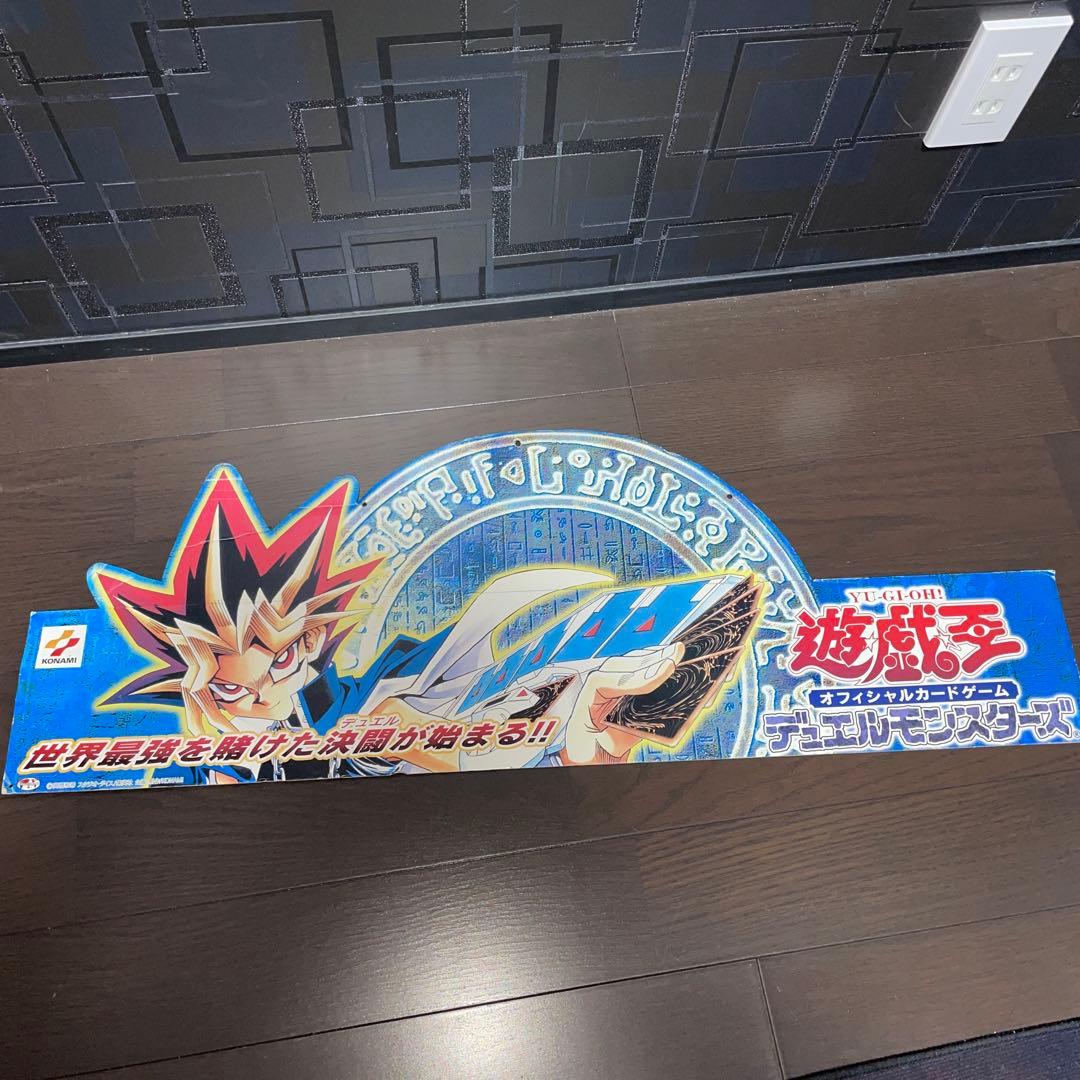 KONAMI
YU-GI-OH!
遊戯王
オフィシャルカードゲーム
デュエルモンスターズ
デュエル
世界最強を賭けた決闘が始まる!!